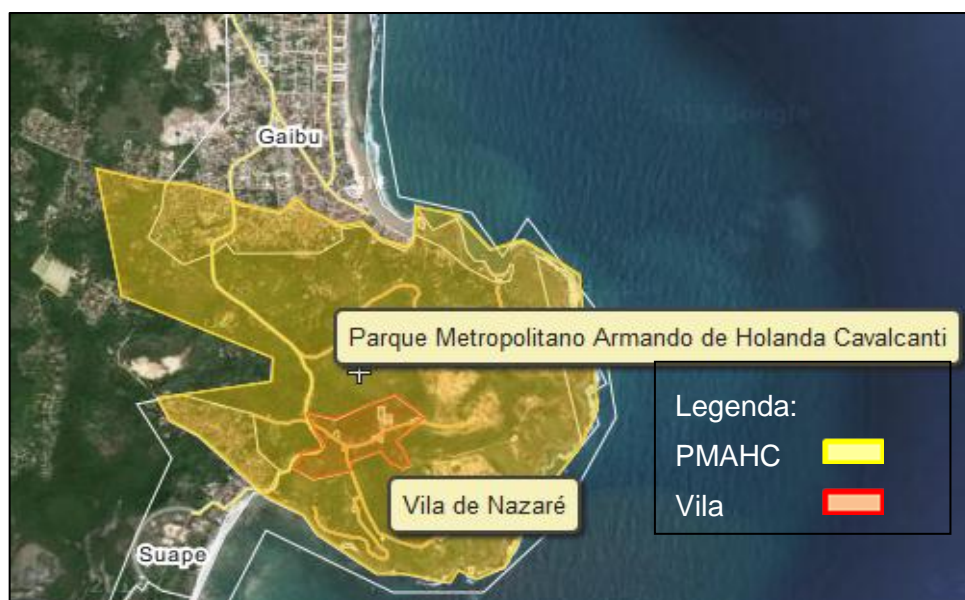 Gaibu
Parque Metropolitano Armando de Holanda Cavalcanti
Legenda:
PMAHC
Vila
Vila de Nazaré
Suape